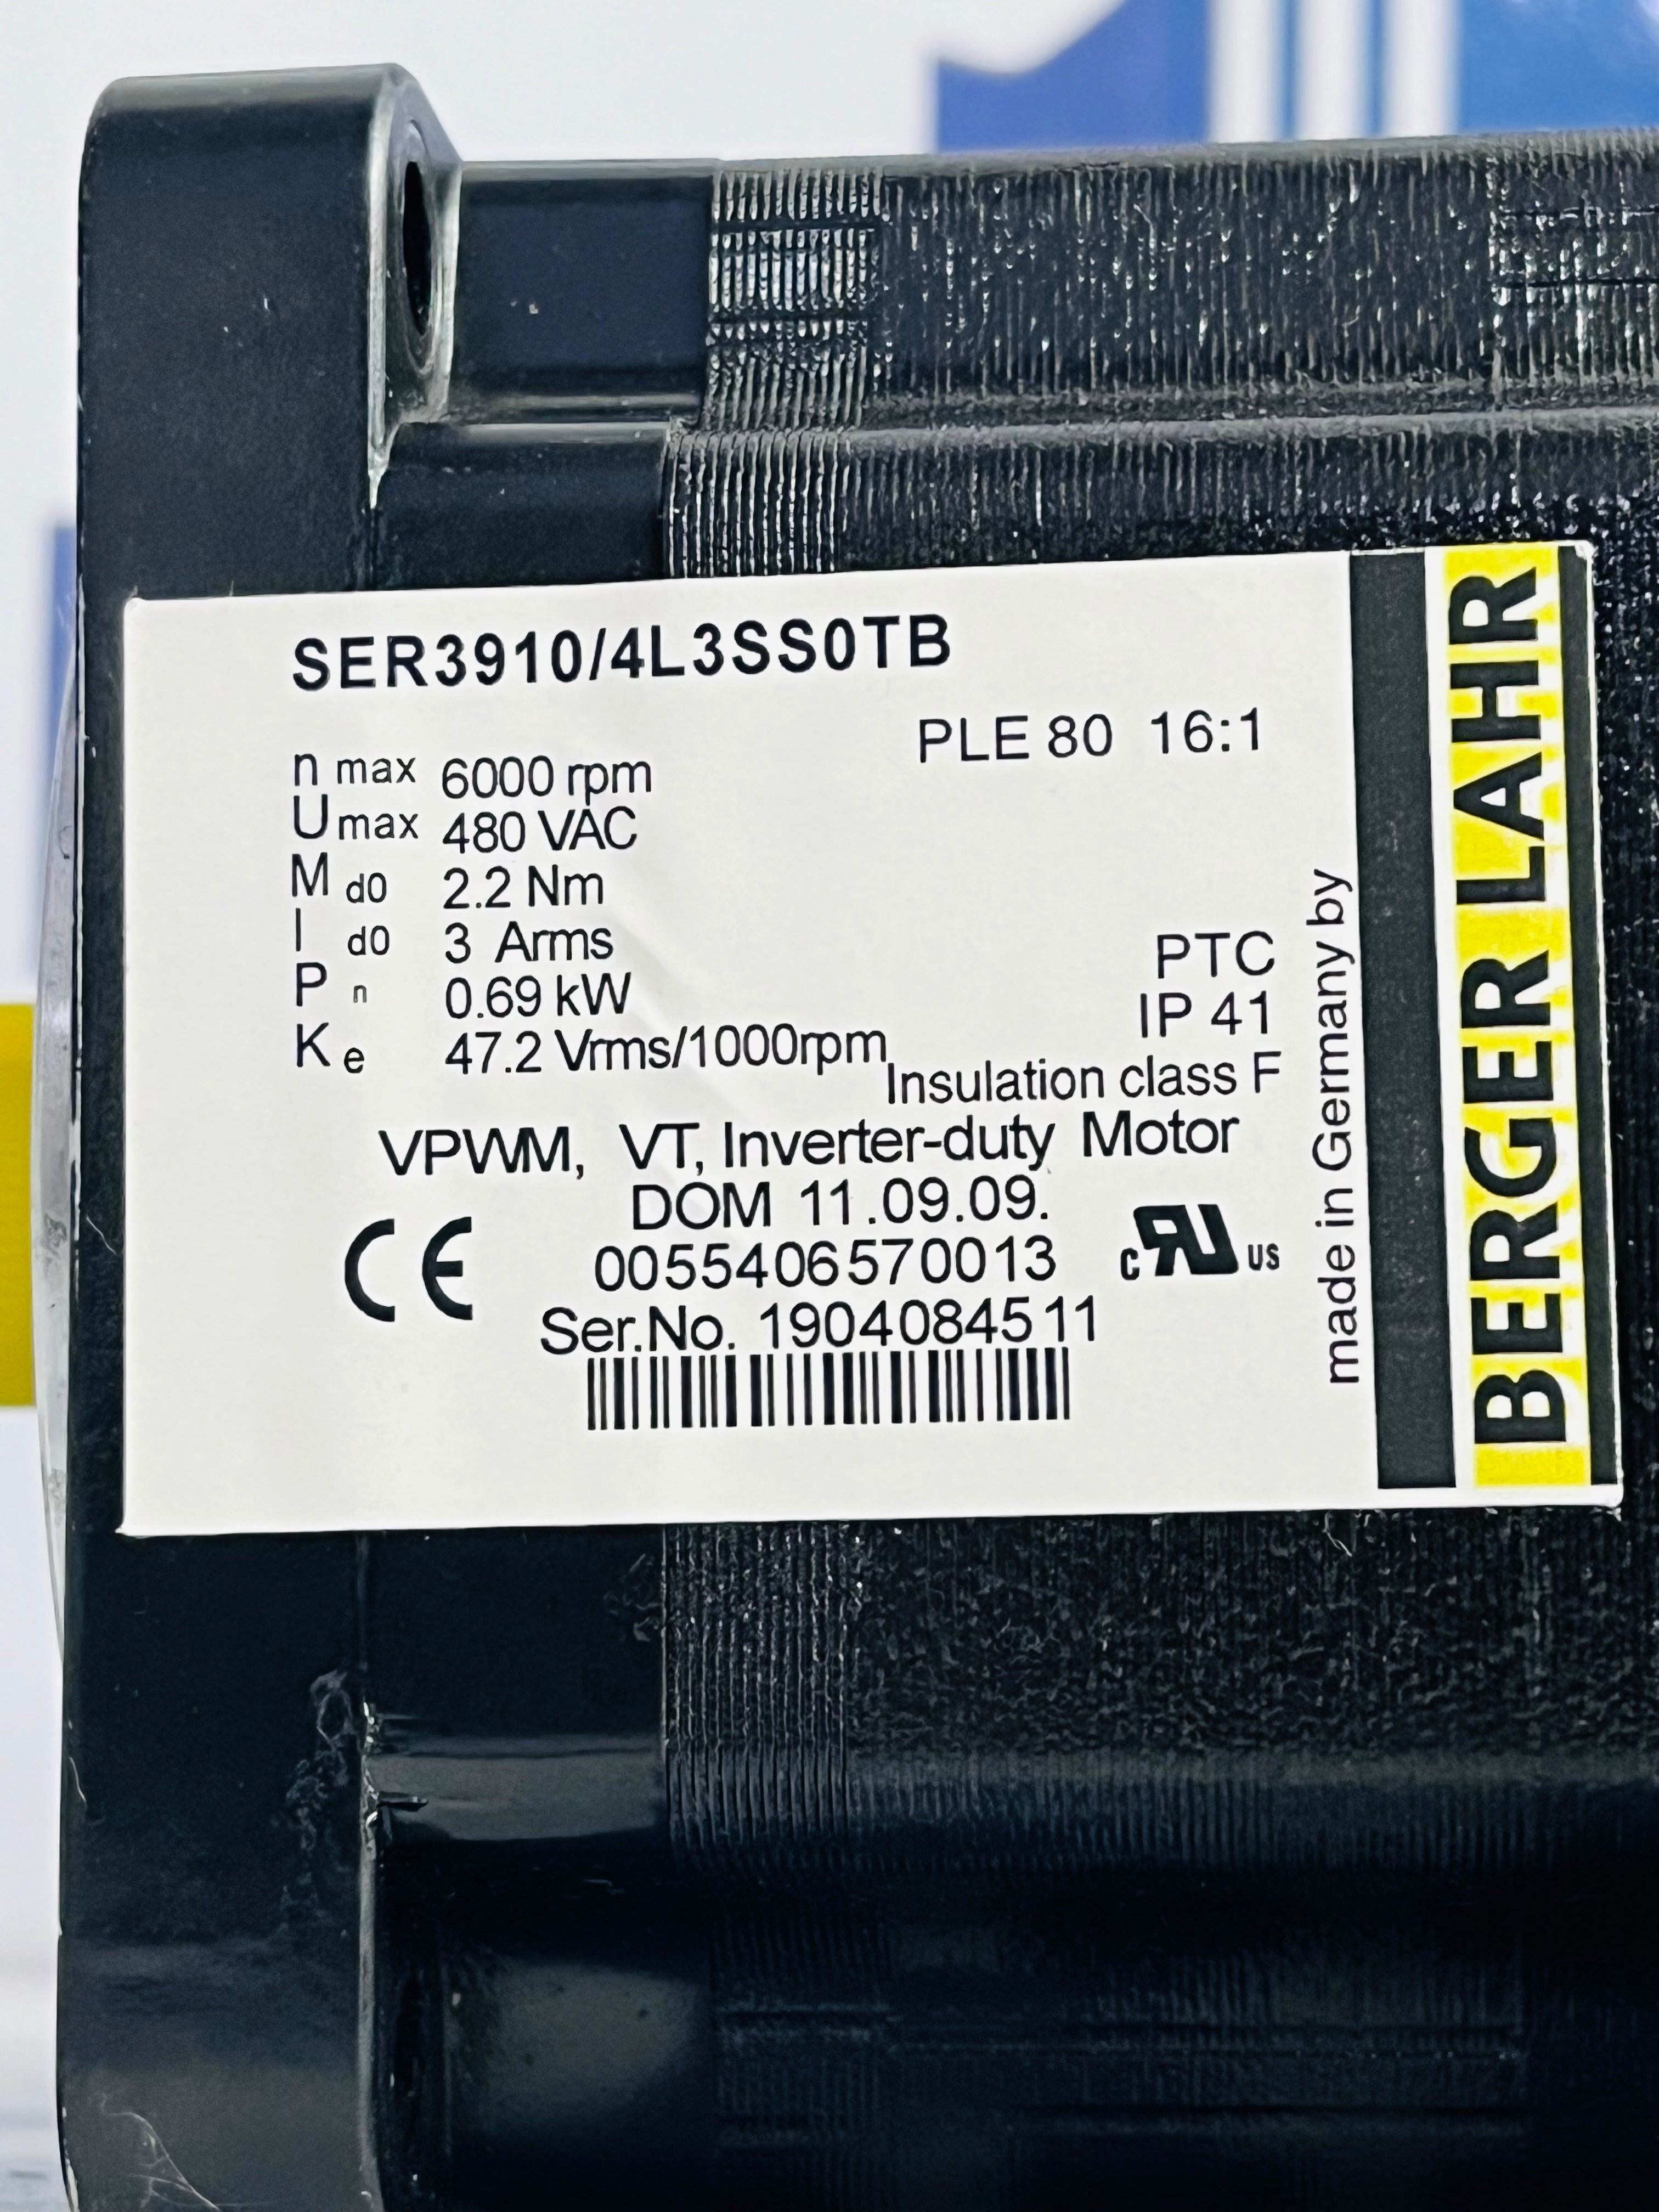 SER3910/4L3SS0TB
PLE 80 16:1
n max 6000 rpm
U max 480 VAC
M d0 2.2 Nm
I d0 3 Arms
P n 0.69 kW
K e 47.2 Vrms/1000rpm
PTC
IP 41
Insulation class F
VPWM, VT, Inverter-duty Motor
DOM 11.09.09.
0055406570013
Ser.No. 1904084511
CE
c RU US
made in Germany by
BERGER LAHR